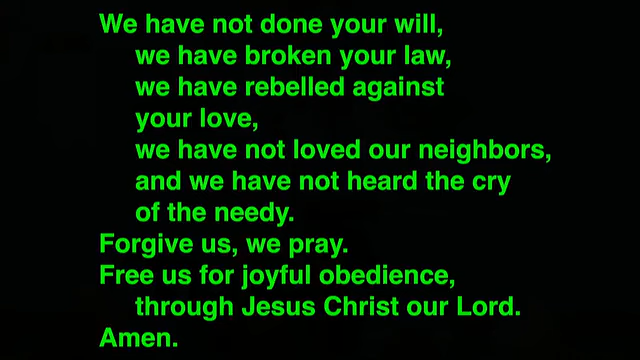 We have not done your will,
we have broken your law,
we have rebelled against
your love,
we have not loved our neighbors,
and we have not heard the cry
of the needy.
Forgive us, we pray.
Free us for joyful obedience,
through Jesus Christ our Lord.
Amen.